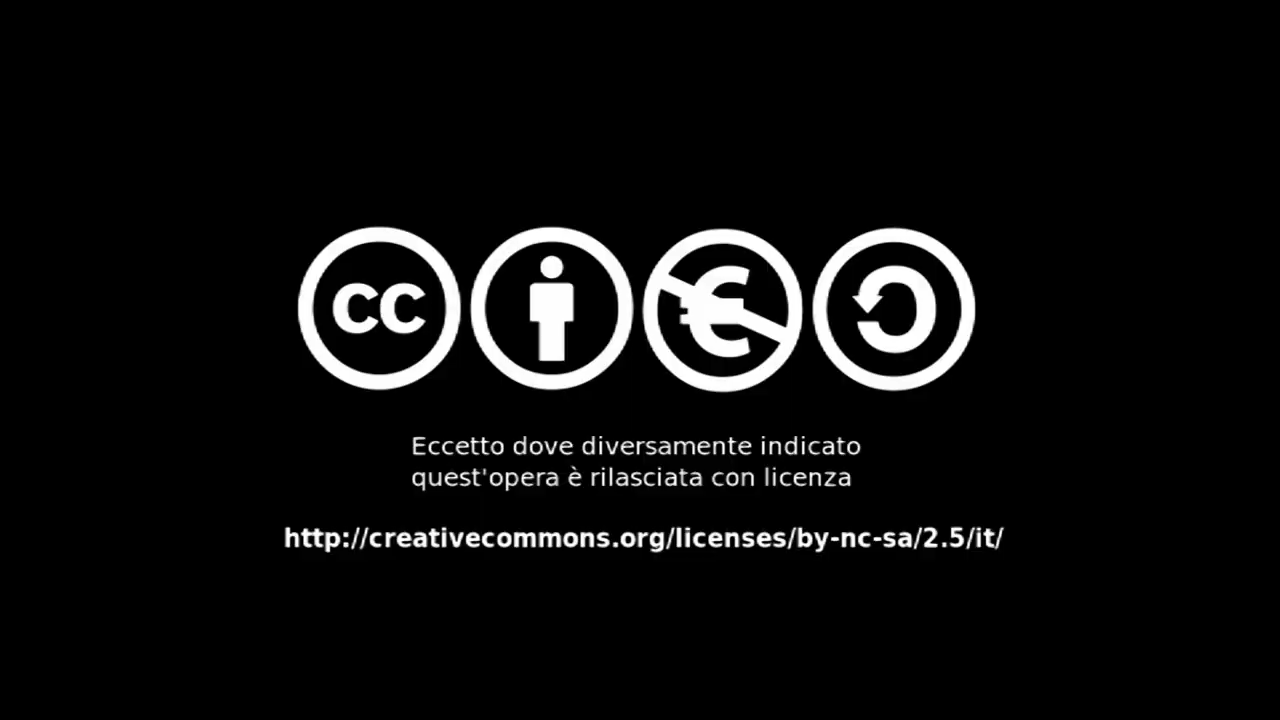 cc
€
Eccetto dove diversamente indicato
quest'opera è rilasciata con licenza
http://creativecommons.org/licenses/by-nc-sa/2.5/it/